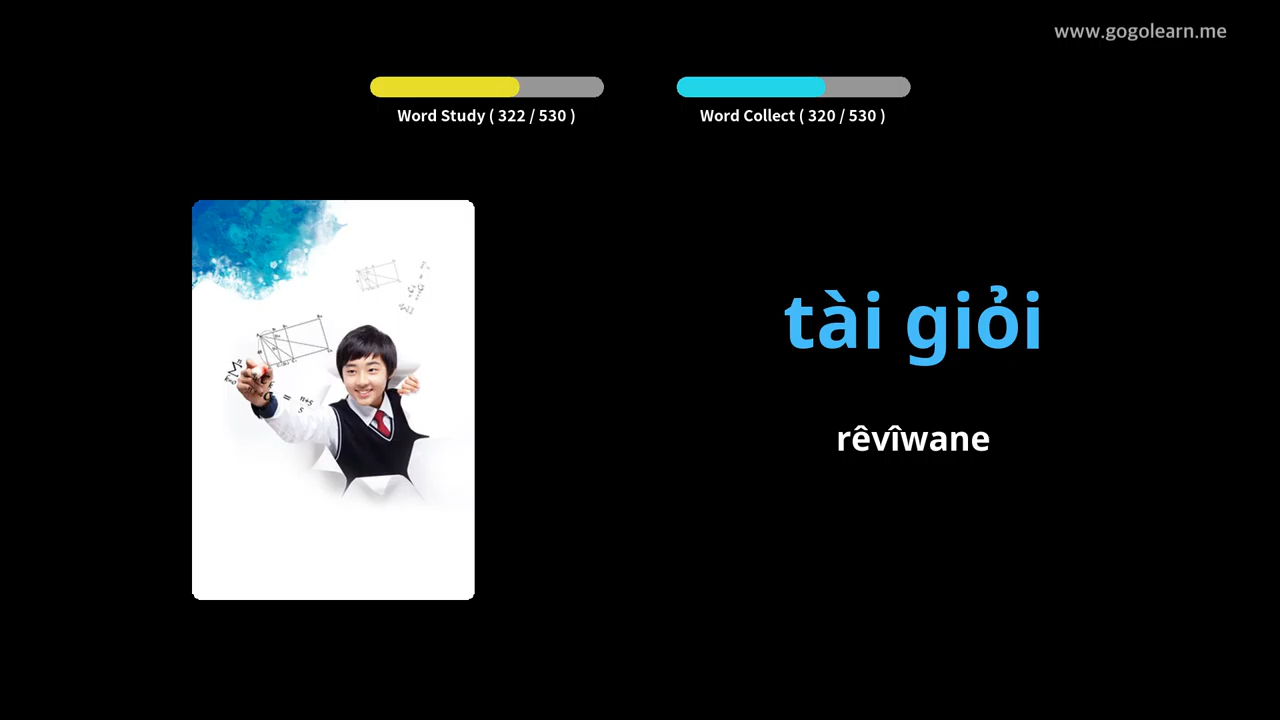 www.gogolearn.me
Word Study ( 322 / 530 )
Word Collect ( 320 / 530 )
tài giỏi
rêvîwane